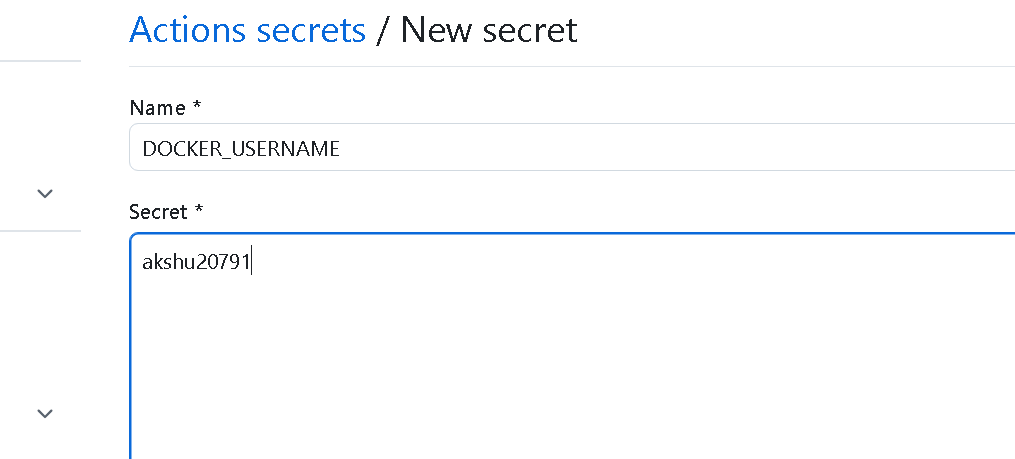 Actions secrets / New secret
Name *
DOCKER_USERNAME
Secret *
akshu20791